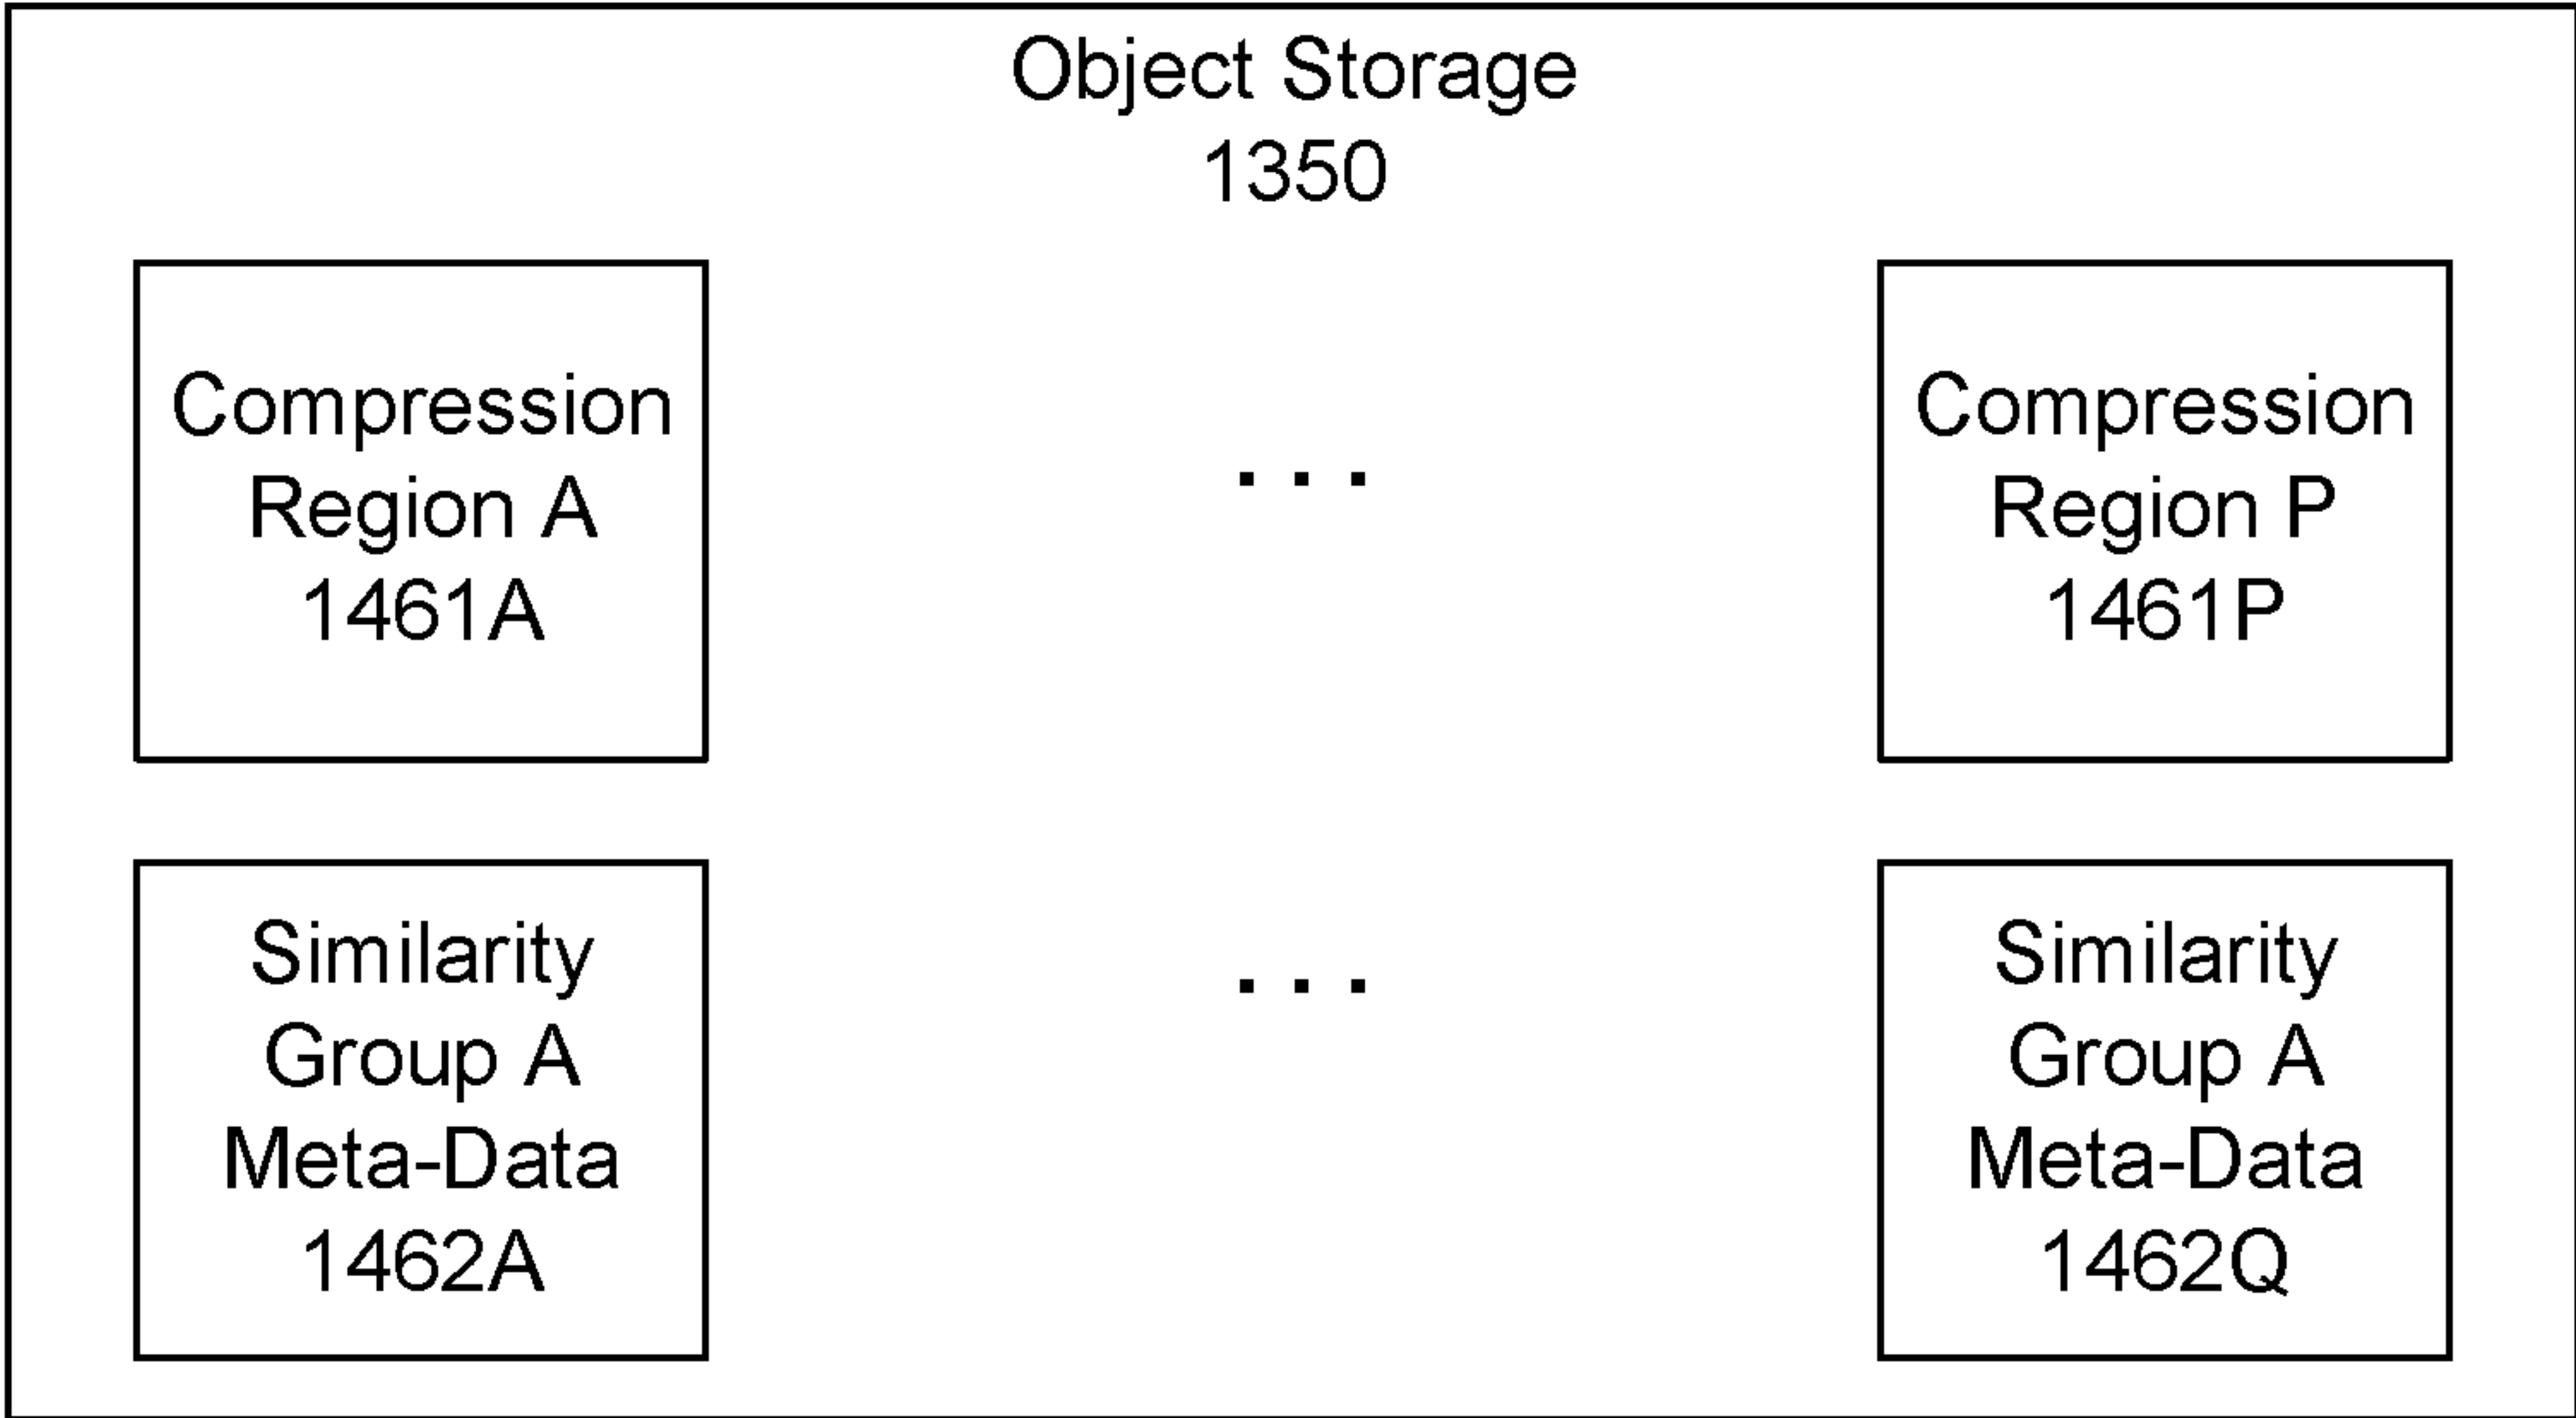 Object Storage
1350
Compression
Region A
1461A
. . .
Compression
Region P
1461P
Similarity
Group A
Meta-Data
1462A
. . .
Similarity
Group A
Meta-Data
1462Q